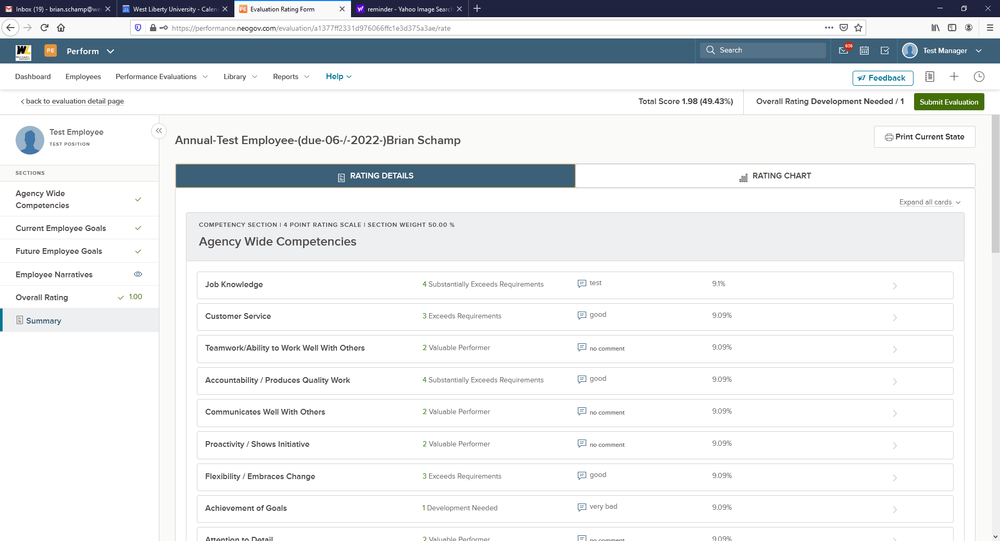 Inbox (19) - brian.schamp@we
West Liberty University - Calen
Evaluation Rating Form
reminder - Yahoo Image Search
https://performance.neogov.com/evaluation/a1377ff2331d976066ffc1e3d375a3ae/rate
WL
WEST LIBERTY
UNIVERSITY
PE
Perform
Search
636
Test Manager
Dashboard
Employees
Performance Evaluations
Library
Reports
Help
Feedback
back to evaluation detail page
Total Score 1.98 (49.43%)
Overall Rating Development Needed / 1
Submit Evaluation
Test Employee
TEST POSITION
SECTIONS
Agency Wide
Competencies
Current Employee Goals
Future Employee Goals
Employee Narratives
Overall Rating
1.00
Summary
Annual-Test Employee-(due-06-/-2022-)Brian Schamp
Print Current State
RATING DETAILS
RATING CHART
Expand all cards
COMPETENCY SECTION | 4 POINT RATING SCALE | SECTION WEIGHT 50.00 %
Agency Wide Competencies
Job Knowledge 4 Substantially Exceeds Requirements test 9.1%
Customer Service 3 Exceeds Requirements good 9.09%
Teamwork/Ability to Work Well With Others 2 Valuable Performer no comment 9.09%
Accountability / Produces Quality Work 4 Substantially Exceeds Requirements good 9.09%
Communicates Well With Others 2 Valuable Performer no comment 9.09%
Proactivity / Shows Initiative 2 Valuable Performer no comment 9.09%
Flexibility / Embraces Change 3 Exceeds Requirements good 9.09%
Achievement of Goals 1 Development Needed very bad 9.09%
Attention to Detail 2 Valuable Performer no comment 9.09%